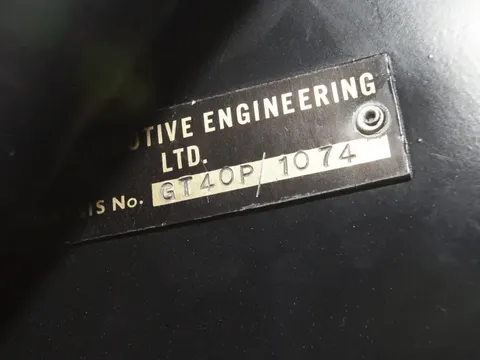 OTIVE ENGINEERING
LTD.
IS No. GT40P/1074